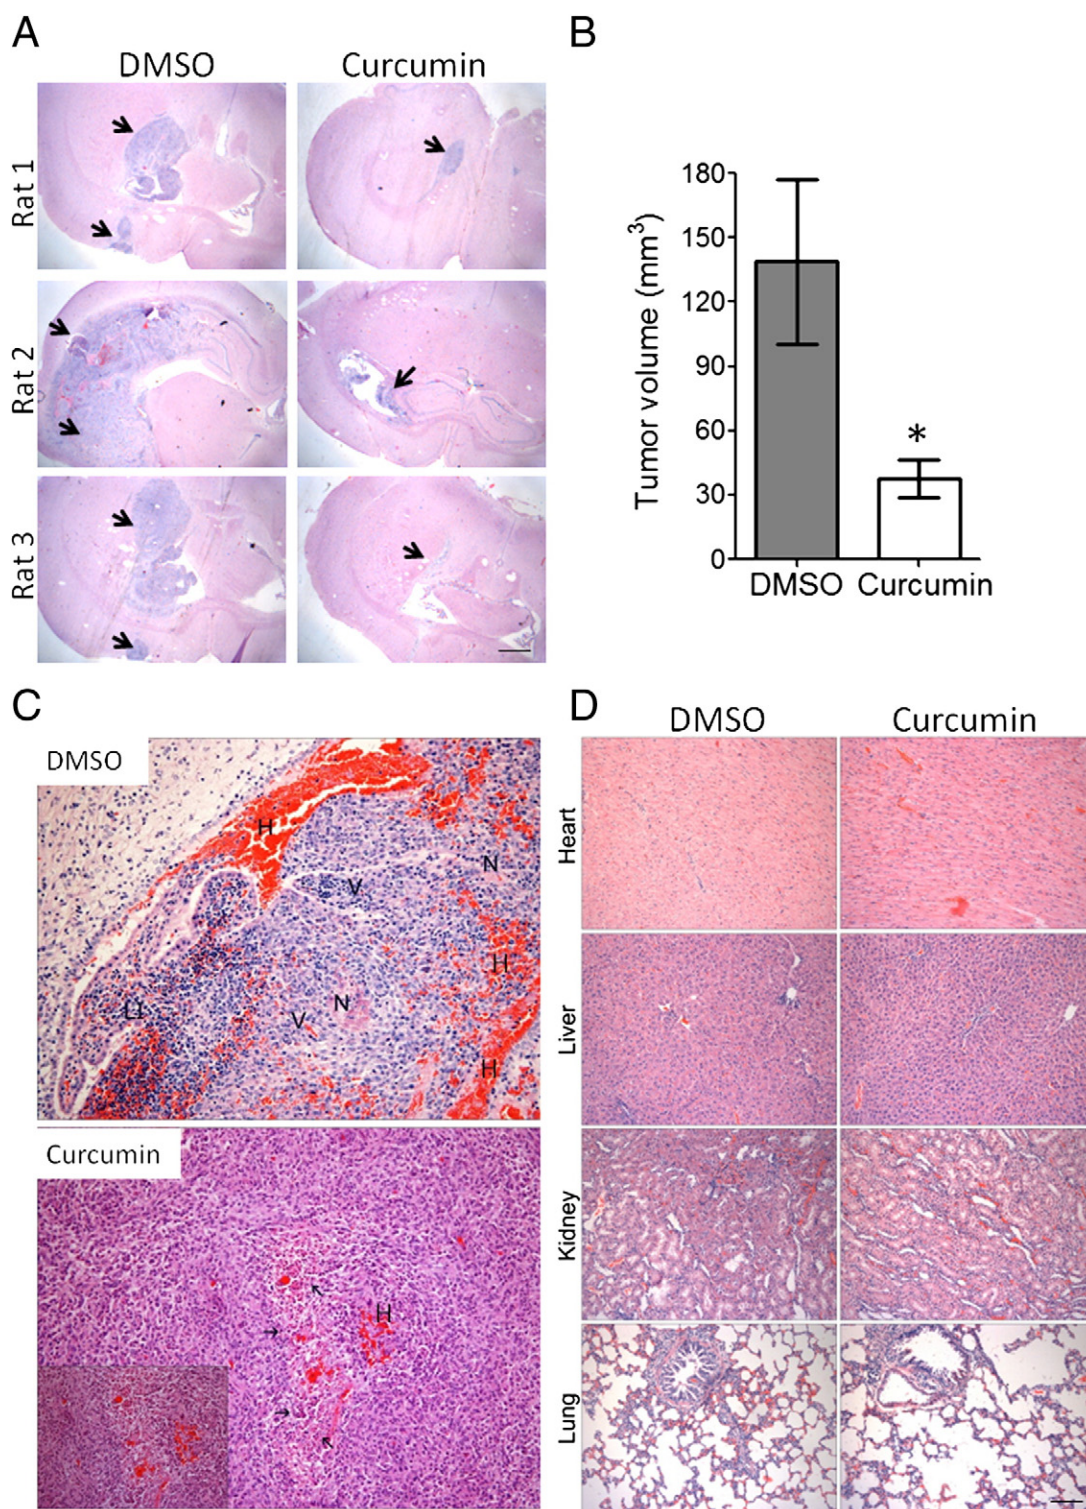 A
DMSO
Curcumin
Rat 1
Rat 2
Rat 3
B
Tumor volume (mm³)
180
150
120
90
60
30
0
*
DMSO
Curcumin
C
DMSO
H
N
V
H
LI
N
V
H
Curcumin
H
D
DMSO
Curcumin
Heart
Liver
Kidney
Lung